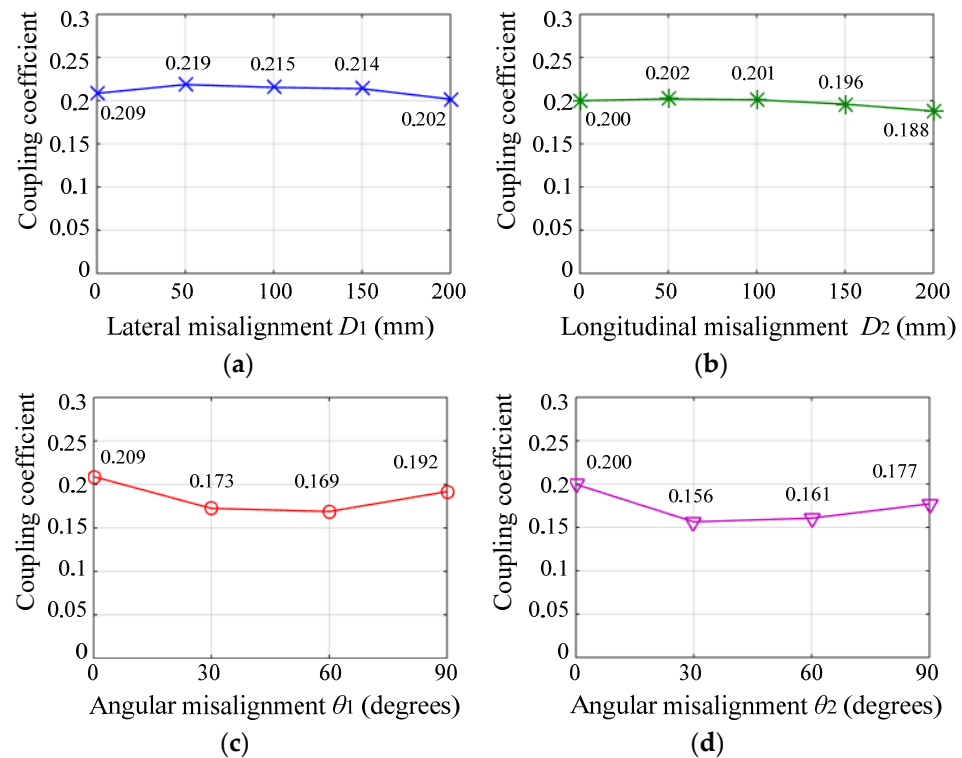 Coupling coefficient
0.3
0.25
0.2
0.15
0.1
0.05
0
0.209
0.219
0.215
0.214
0.202
0 50 100 150 200
Lateral misalignment D1 (mm)
(a)
Coupling coefficient
0.3
0.25
0.2
0.15
0.1
0.05
0
0.200
0.202
0.201
0.196
0.188
0 50 100 150 200
Longitudinal misalignment D2 (mm)
(b)
Coupling coefficient
0.3
0.25
0.2
0.15
0.1
0.05
0
0.209
0.173
0.169
0.192
0 30 60 90
Angular misalignment θ1 (degrees)
(c)
Coupling coefficient
0.3
0.25
0.2
0.15
0.1
0.05
0
0.200
0.156
0.161
0.177
0 30 60 90
Angular misalignment θ2 (degrees)
(d)